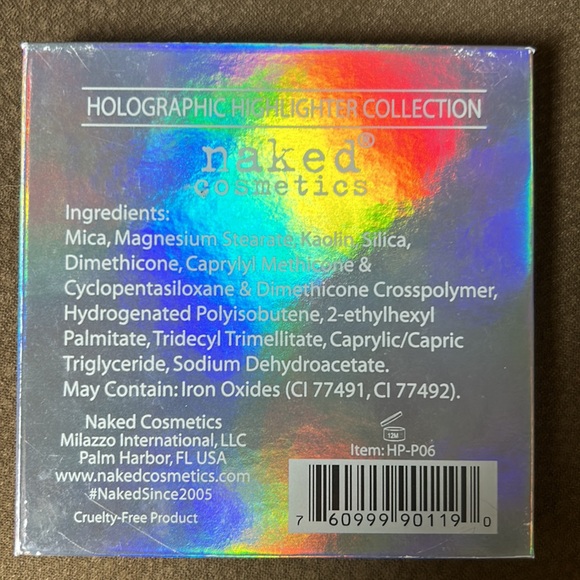 HOLOGRAPHIC HIGHLIGHTER COLLECTION
naked®
cosmetics
Ingredients:
Mica, Magnesium Stearate, Kaolin, Silica,
Dimethicone, Caprylyl Methicone &
Cyclopentasiloxane & Dimethicone Crosspolymer,
Hydrogenated Polyisobutene, 2-ethylhexyl
Palmitate, Tridecyl Trimellitate, Caprylic/Capric
Triglyceride, Sodium Dehydroacetate.
May Contain: Iron Oxides (CI 77491, CI 77492).
Naked Cosmetics
Milazzo International, LLC
Palm Harbor, FL USA
www.nakedcosmetics.com
#NakedSince2005
Cruelty-Free Product
12M
Item: HP-P06
7 60999 90119 0